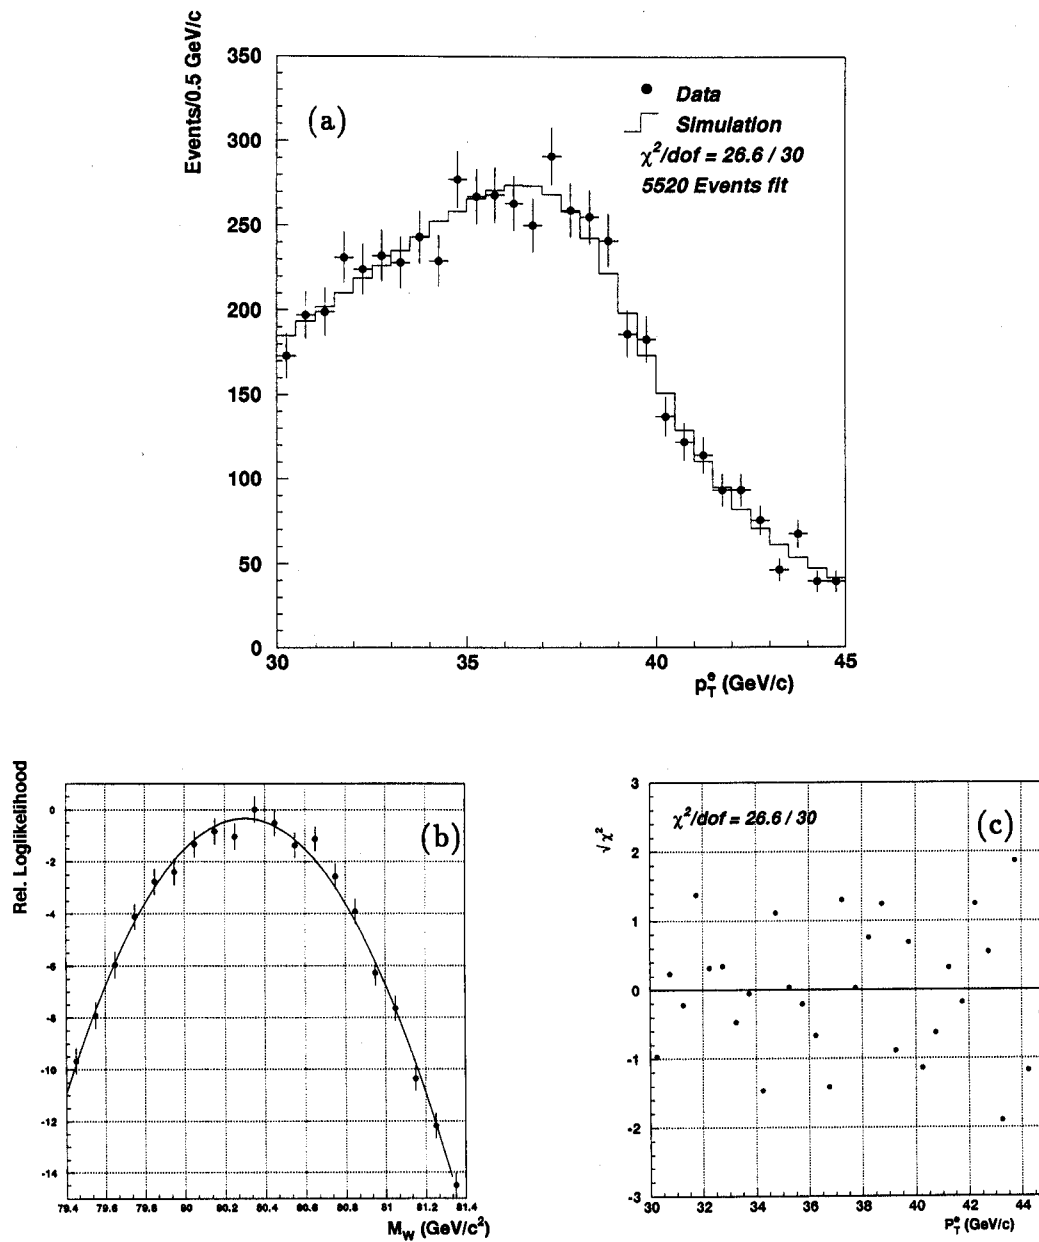 Events/0.5 GeV/c
350
300
250
200
150
100
50
0
(a)
Data
Simulation
χ²/dof = 26.6 / 30
5520 Events fit
30 35 40 45
p_T^e (GeV/c)
Rel. Loglikelihood
0
-2
-4
-6
-8
-10
-12
-14
(b)
79.4 79.6 79.8 80 80.2 80.4 80.6 80.8 81 81.2 81.4
M_W (GeV/c²)
√χ²
3
2
1
0
-1
-2
-3
χ²/dof = 26.6 / 30
(c)
30 32 34 36 38 40 42 44
P_T^e (GeV/c)